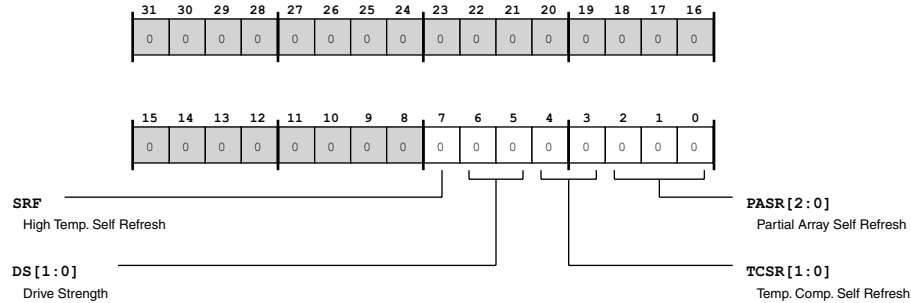 31 30 29 28 27 26 25 24 23 22 21 20 19 18 17 16
0 0 0 0 0 0 0 0 0 0 0 0 0 0 0 0
15 14 13 12 11 10 9 8 7 6 5 4 3 2 1 0
0 0 0 0 0 0 0 0 0 0 0 0 0 0 0 0
SRF
High Temp. Self Refresh
PASR[2:0]
Partial Array Self Refresh
DS[1:0]
Drive Strength
TCSR[1:0]
Temp. Comp. Self Refresh